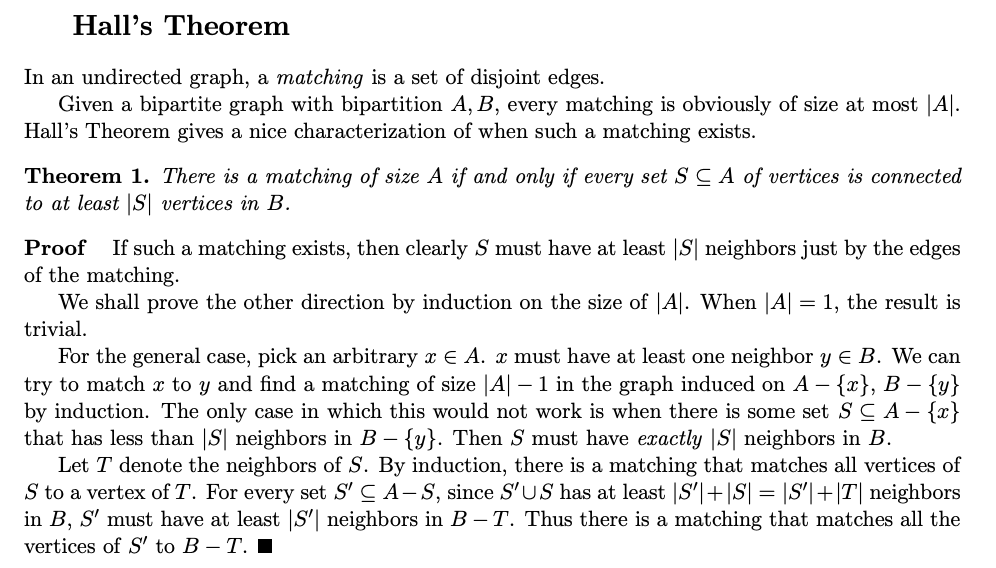 Hall's Theorem
In an undirected graph, a matching is a set of disjoint edges.
Given a bipartite graph with bipartition A, B, every matching is obviously of size at most |A|.
Hall's Theorem gives a nice characterization of when such a matching exists.
Theorem 1. There is a matching of size A if and only if every set S ⊆ A of vertices is connected
to at least |S| vertices in B.
Proof If such a matching exists, then clearly S must have at least |S| neighbors just by the edges
of the matching.
We shall prove the other direction by induction on the size of |A|. When |A| = 1, the result is
trivial.
For the general case, pick an arbitrary x ∈ A. x must have at least one neighbor y ∈ B. We can
try to match x to y and find a matching of size |A| − 1 in the graph induced on A − {x}, B − {y}
by induction. The only case in which this would not work is when there is some set S ⊆ A − {x}
that has less than |S| neighbors in B − {y}. Then S must have exactly |S| neighbors in B.
Let T denote the neighbors of S. By induction, there is a matching that matches all vertices of
S to a vertex of T. For every set S′ ⊆ A−S, since S′∪S has at least |S′|+|S| = |S′|+|T| neighbors
in B, S′ must have at least |S′| neighbors in B − T. Thus there is a matching that matches all the
vertices of S′ to B − T. ■